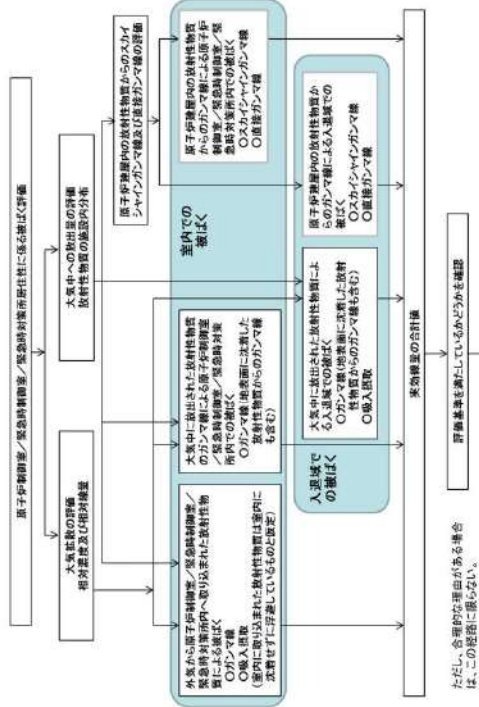 原子炉制御室／緊急時制御室／緊急時対策所居住性に係る被ばく評価
大気拡散の評価
相対濃度及び相対線量
大気中への放出量の評価
放射性物質の施設内分布
原子炉建屋内の放射性物質からのスカイ
シャインガンマ線及び直接ガンマ線の評価
室内での
被ばく
外気から原子炉制御室／緊急時制御室／
緊急時対策所内へ取り込まれた放射性物
質による被ばく
○ガンマ線
○吸入摂取
(室内に取り込まれた放射性物質は室内に
沈着せずに浮遊しているものと仮定)
大気中に放出された放射性物質
のガンマ線による原子炉制御室
／緊急時制御室／緊急時対策
所内での被ばく
○ガンマ線(地表面に沈着した
放射性物質からのガンマ線
も含む)
原子炉建屋内の放射性物質
からのガンマ線による原子炉
制御室／緊急時制御室／緊
急時対策所内での被ばく
○スカイシャインガンマ線
○直接ガンマ線
入退域で
の被ばく
大気中に放出された放射性物質によ
る入退域での被ばく
○ガンマ線(地表面に沈着した放射
性物質からのガンマ線も含む)
○吸入摂取
原子炉建屋内の放射性物質か
らのガンマ線による入退域での
被ばく
○スカイシャインガンマ線
○直接ガンマ線
実効線量の合計値
評価基準を満たしているかどうかを確認
ただし、合理的な理由がある場合
は、この経路に限らない。